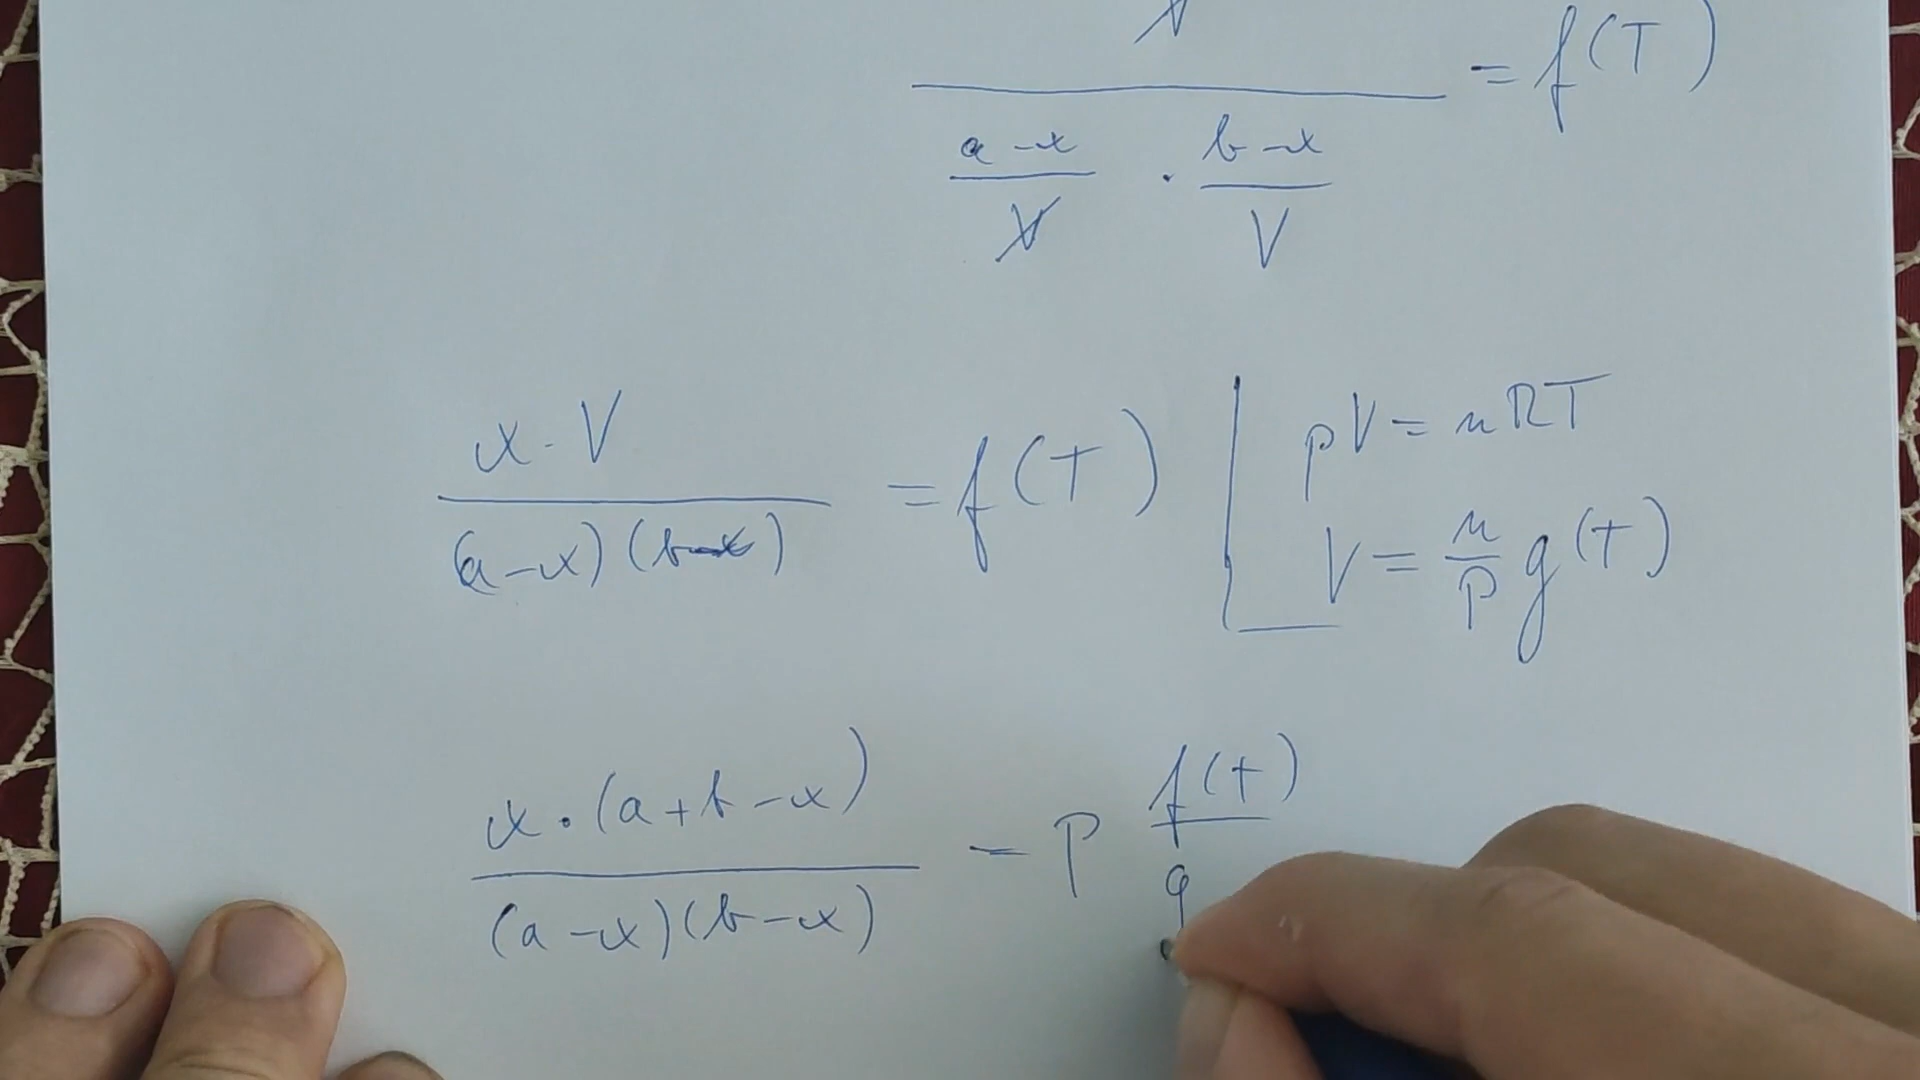 V
= f(T)
a-x / V · b-x / V
x · V / (a-x)(b-x) = f(T)
pV = nRT
V = n/p g(T)
x · (a+b-x) / (a-x)(b-x) = p f(T) / g